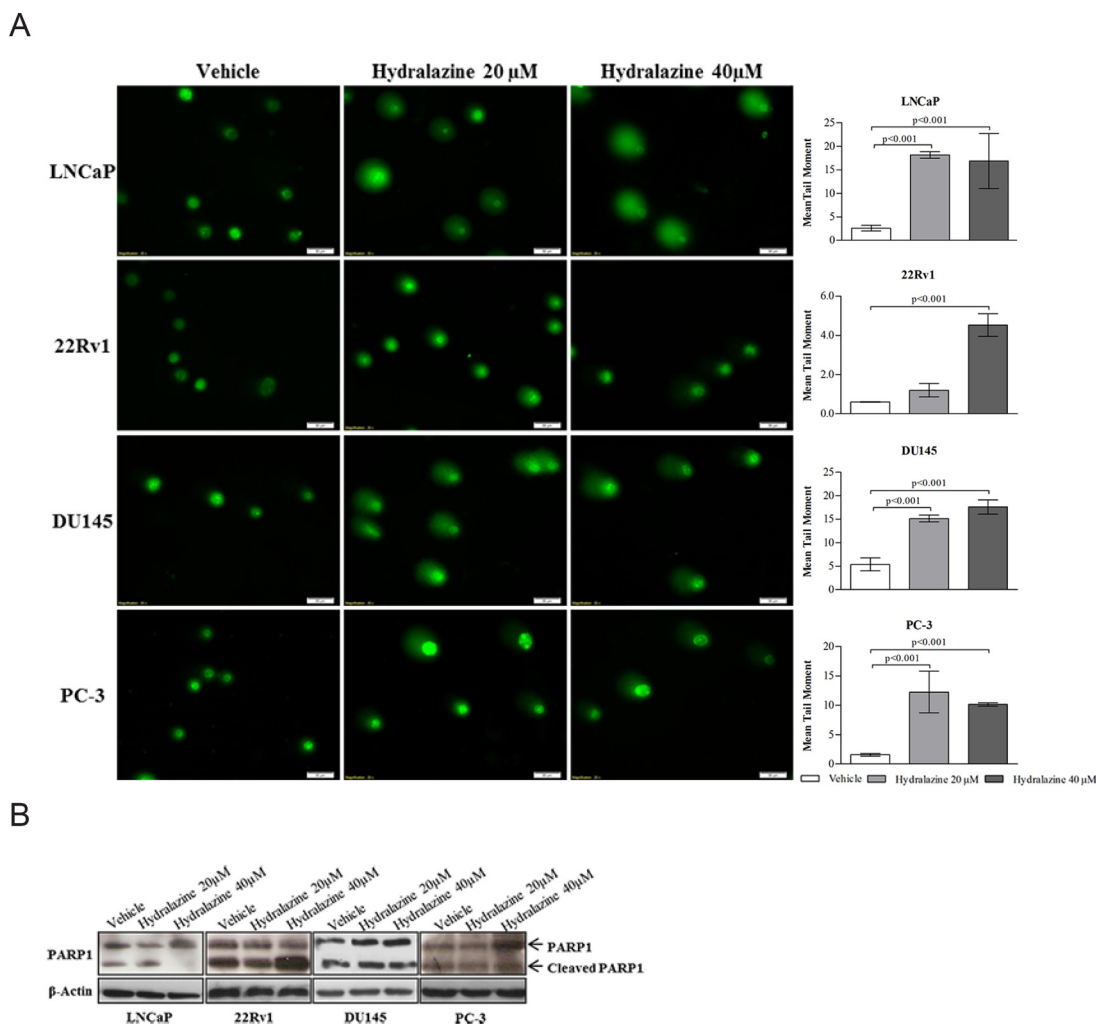 A
Vehicle
Hydralazine 20 µM
Hydralazine 40µM
LNCaP
22Rv1
DU145
PC-3
LNCaP
25
20
15
10
5
0
MeanTail Moment
p<0.001
p<0.001
22Rv1
6.0
4.0
2.0
0.0
Mean Tail Moment
p<0.001
DU145
25
20
15
10
5
0
Mean Tail Moment
p<0.001
p<0.001
PC-3
20
15
10
5
0
Mean Tail Moment
p<0.001
p<0.001
Vehicle
Hydralazine 20 µM
Hydralazine 40 µM
B
Vehicle
Hydralazine 20µM
Hydralazine 40µM
Vehicle
Hydralazine 20µM
Hydralazine 40µM
Vehicle
Hydralazine 20µM
Hydralazine 40µM
Vehicle
Hydralazine 20µM
Hydralazine 40µM
PARP1
PARP1
Cleaved PARP1
β-Actin
LNCaP
22Rv1
DU145
PC-3